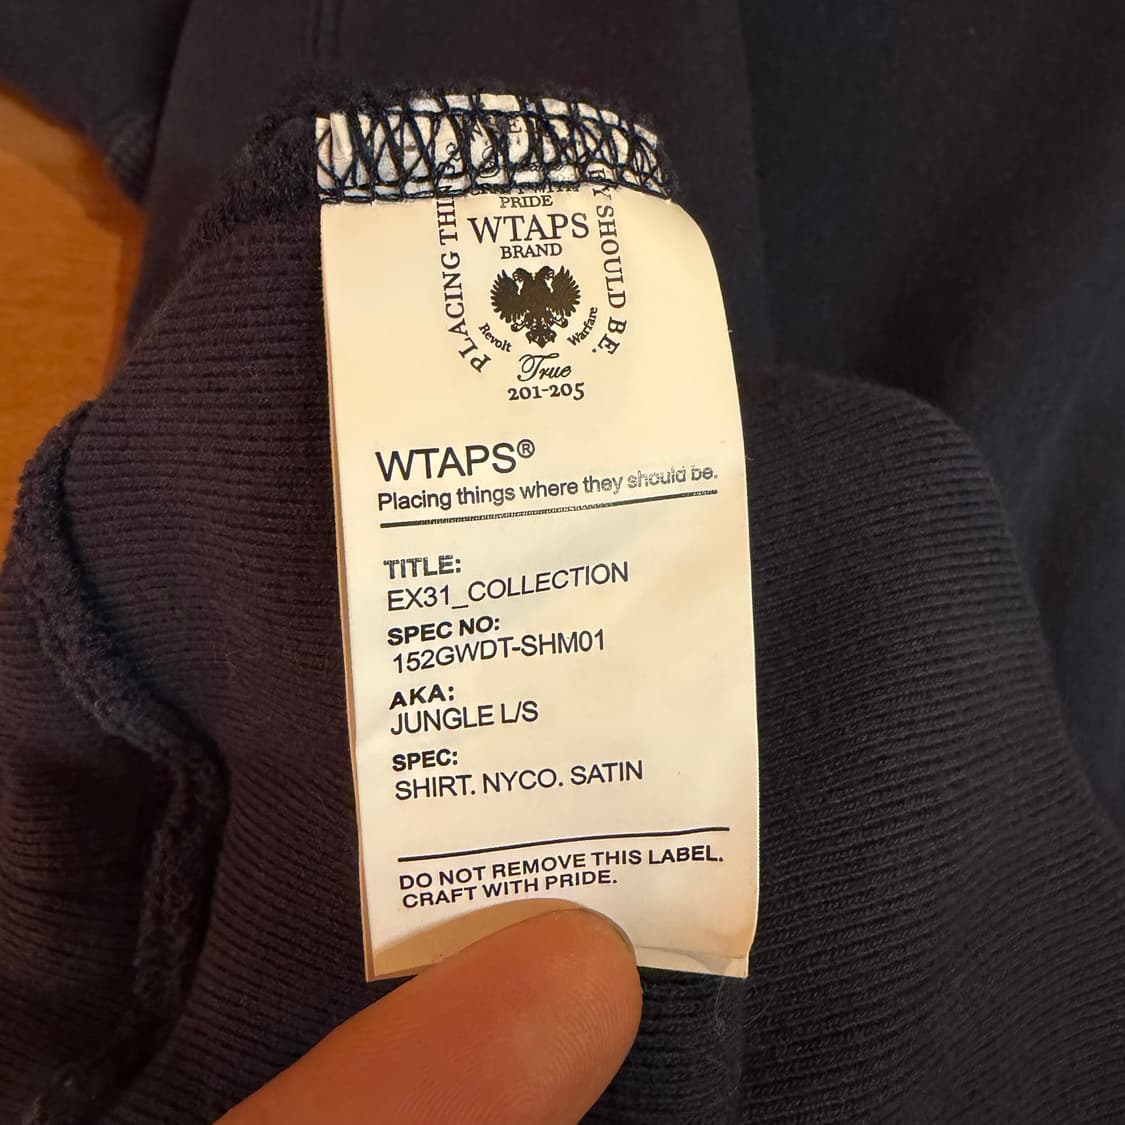 PRIDE
WTAPS
BRAND
PLACING THI
Y SHOULD BE.
Revolt
Warfare
True
201-205
WTAPS®
Placing things where they should be.
TITLE:
EX31_COLLECTION
SPEC NO:
152GWDT-SHM01
AKA:
JUNGLE L/S
SPEC:
SHIRT. NYCO. SATIN
DO NOT REMOVE THIS LABEL.
CRAFT WITH PRIDE.